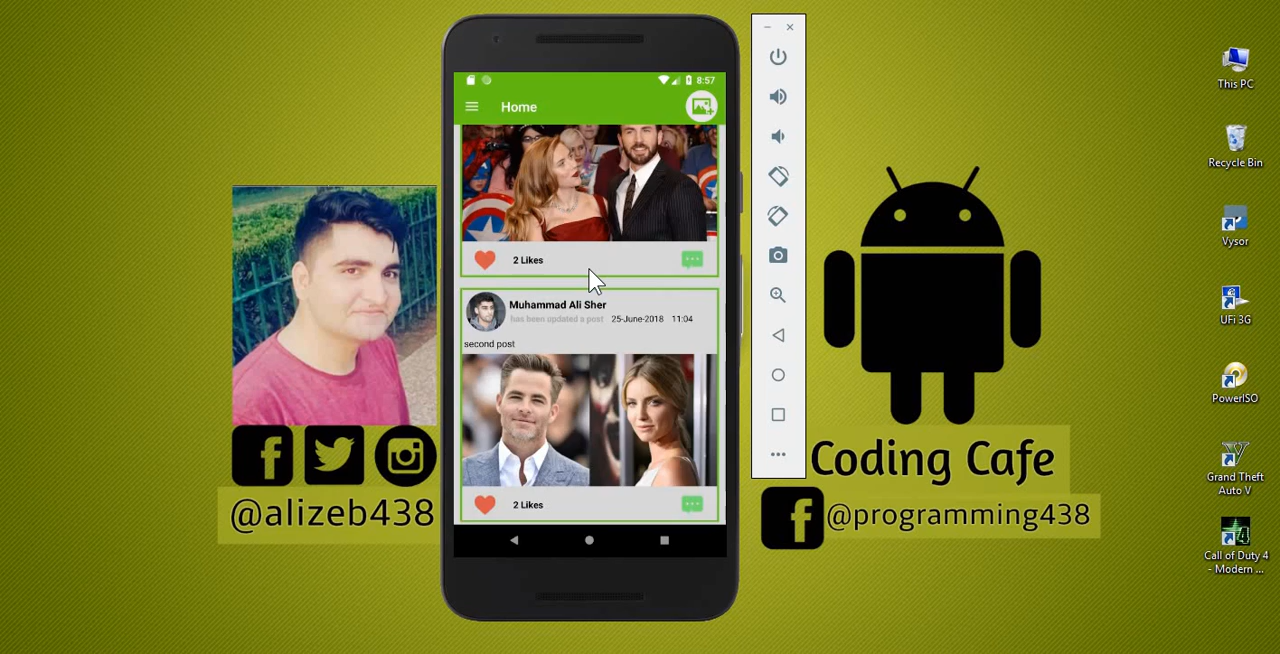 8:57
Home
2 Likes
Muhammad Ali Sher
has been updated a post 25-June-2018 11:04
second post
2 Likes
@alizeb438
Coding Cafe
@programming438
This PC
Recycle Bin
Vysor
UFi 3G
PowerISO
Grand Theft
Auto V
Call of Duty 4
- Modern ...